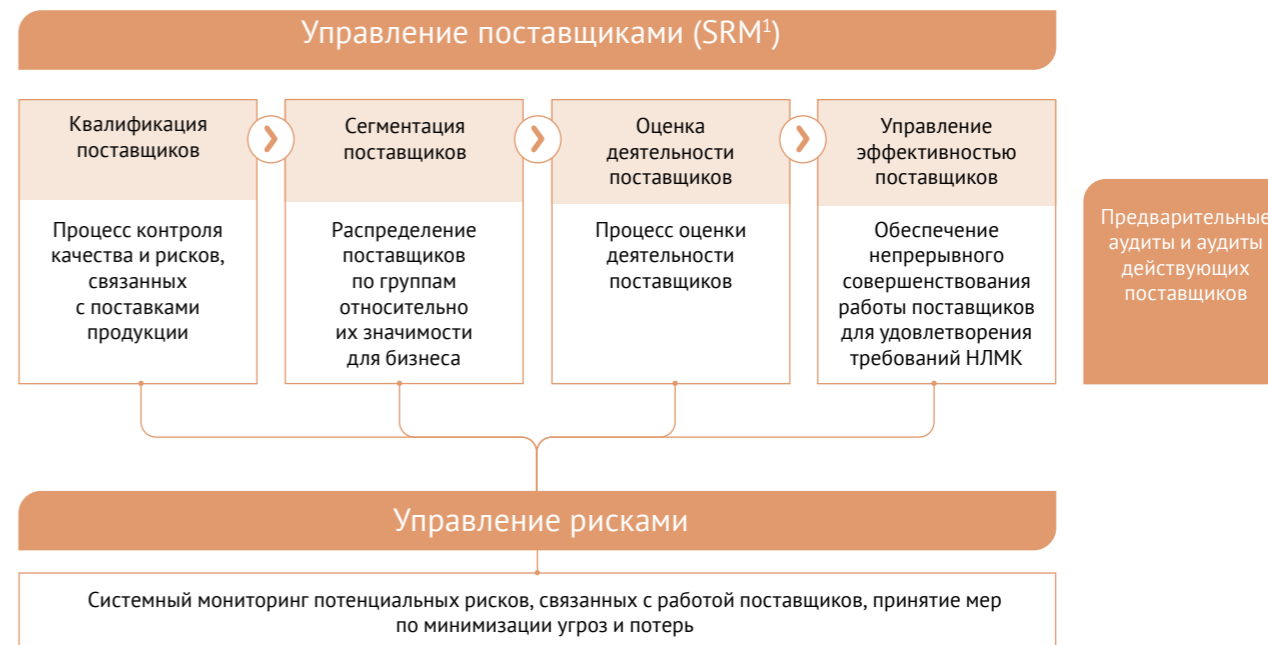 Управление поставщиками (SRM¹)
Квалификация
поставщиков
Процесс контроля
качества и рисков,
связанных
с поставками
продукции
Сегментация
поставщиков
Распределение
поставщиков
по группам
относительно
их значимости
для бизнеса
Оценка
деятельности
поставщиков
Процесс оценки
деятельности
поставщиков
Управление
эффективностью
поставщиков
Обеспечение
непрерывного
совершенствования
работы поставщиков
для удовлетворения
требований НЛМК
Предварительные
аудиты и аудиты
действующих
поставщиков
Управление рисками
Системный мониторинг потенциальных рисков, связанных с работой поставщиков, принятие мер
по минимизации угроз и потерь